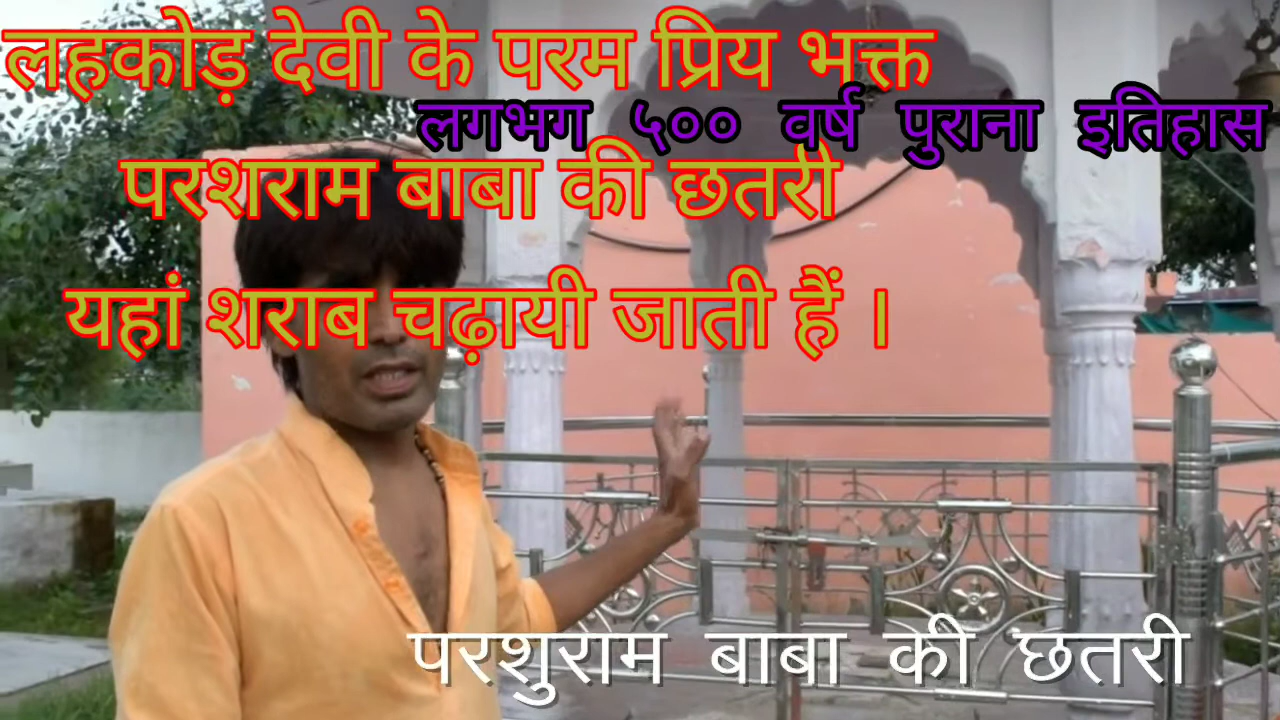 लहकोड़ देवी के परम प्रिय भक्त
लगभग ५०० वर्ष पुराना इतिहास
परशराम बाबा की छतरी
यहां शराब चढ़ायी जाती हैं ।
परशुराम बाबा की छतरी